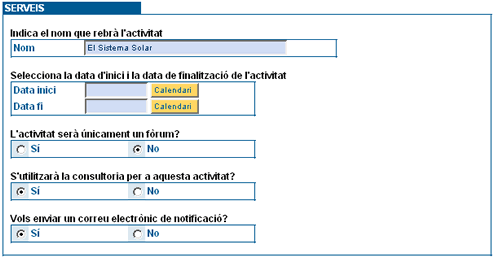 SERVEIS
Indica el nom que rebrà l'activitat
Nom El Sistema Solar
Selecciona la data d'inici i la data de finalització de l'activitat
Data inici Calendari
Data fi Calendari
L'activitat serà únicament un fòrum?
Sí No
S'utilitzarà la consultoria per a aquesta activitat?
Sí No
Vols enviar un correu electrónic de notificació?
Sí No